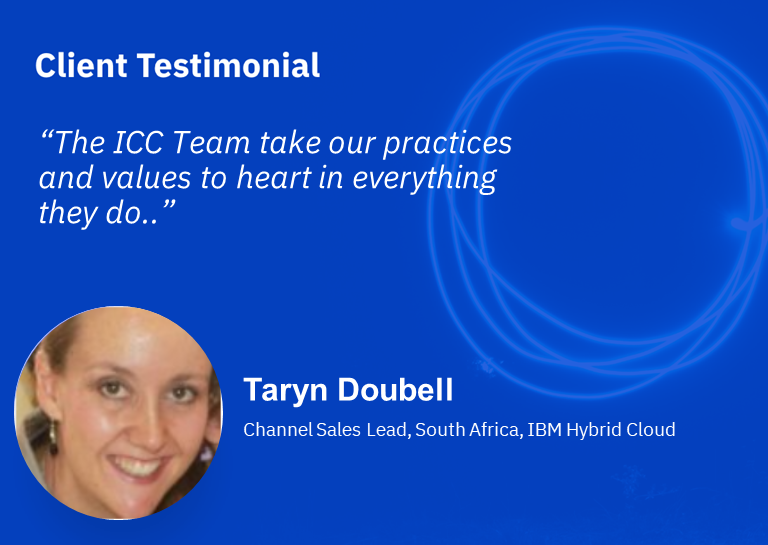 Client Testimonial
“The ICC Team take our practices
and values to heart in everything
they do..”
Taryn Doubell
Channel Sales Lead, South Africa, IBM Hybrid Cloud